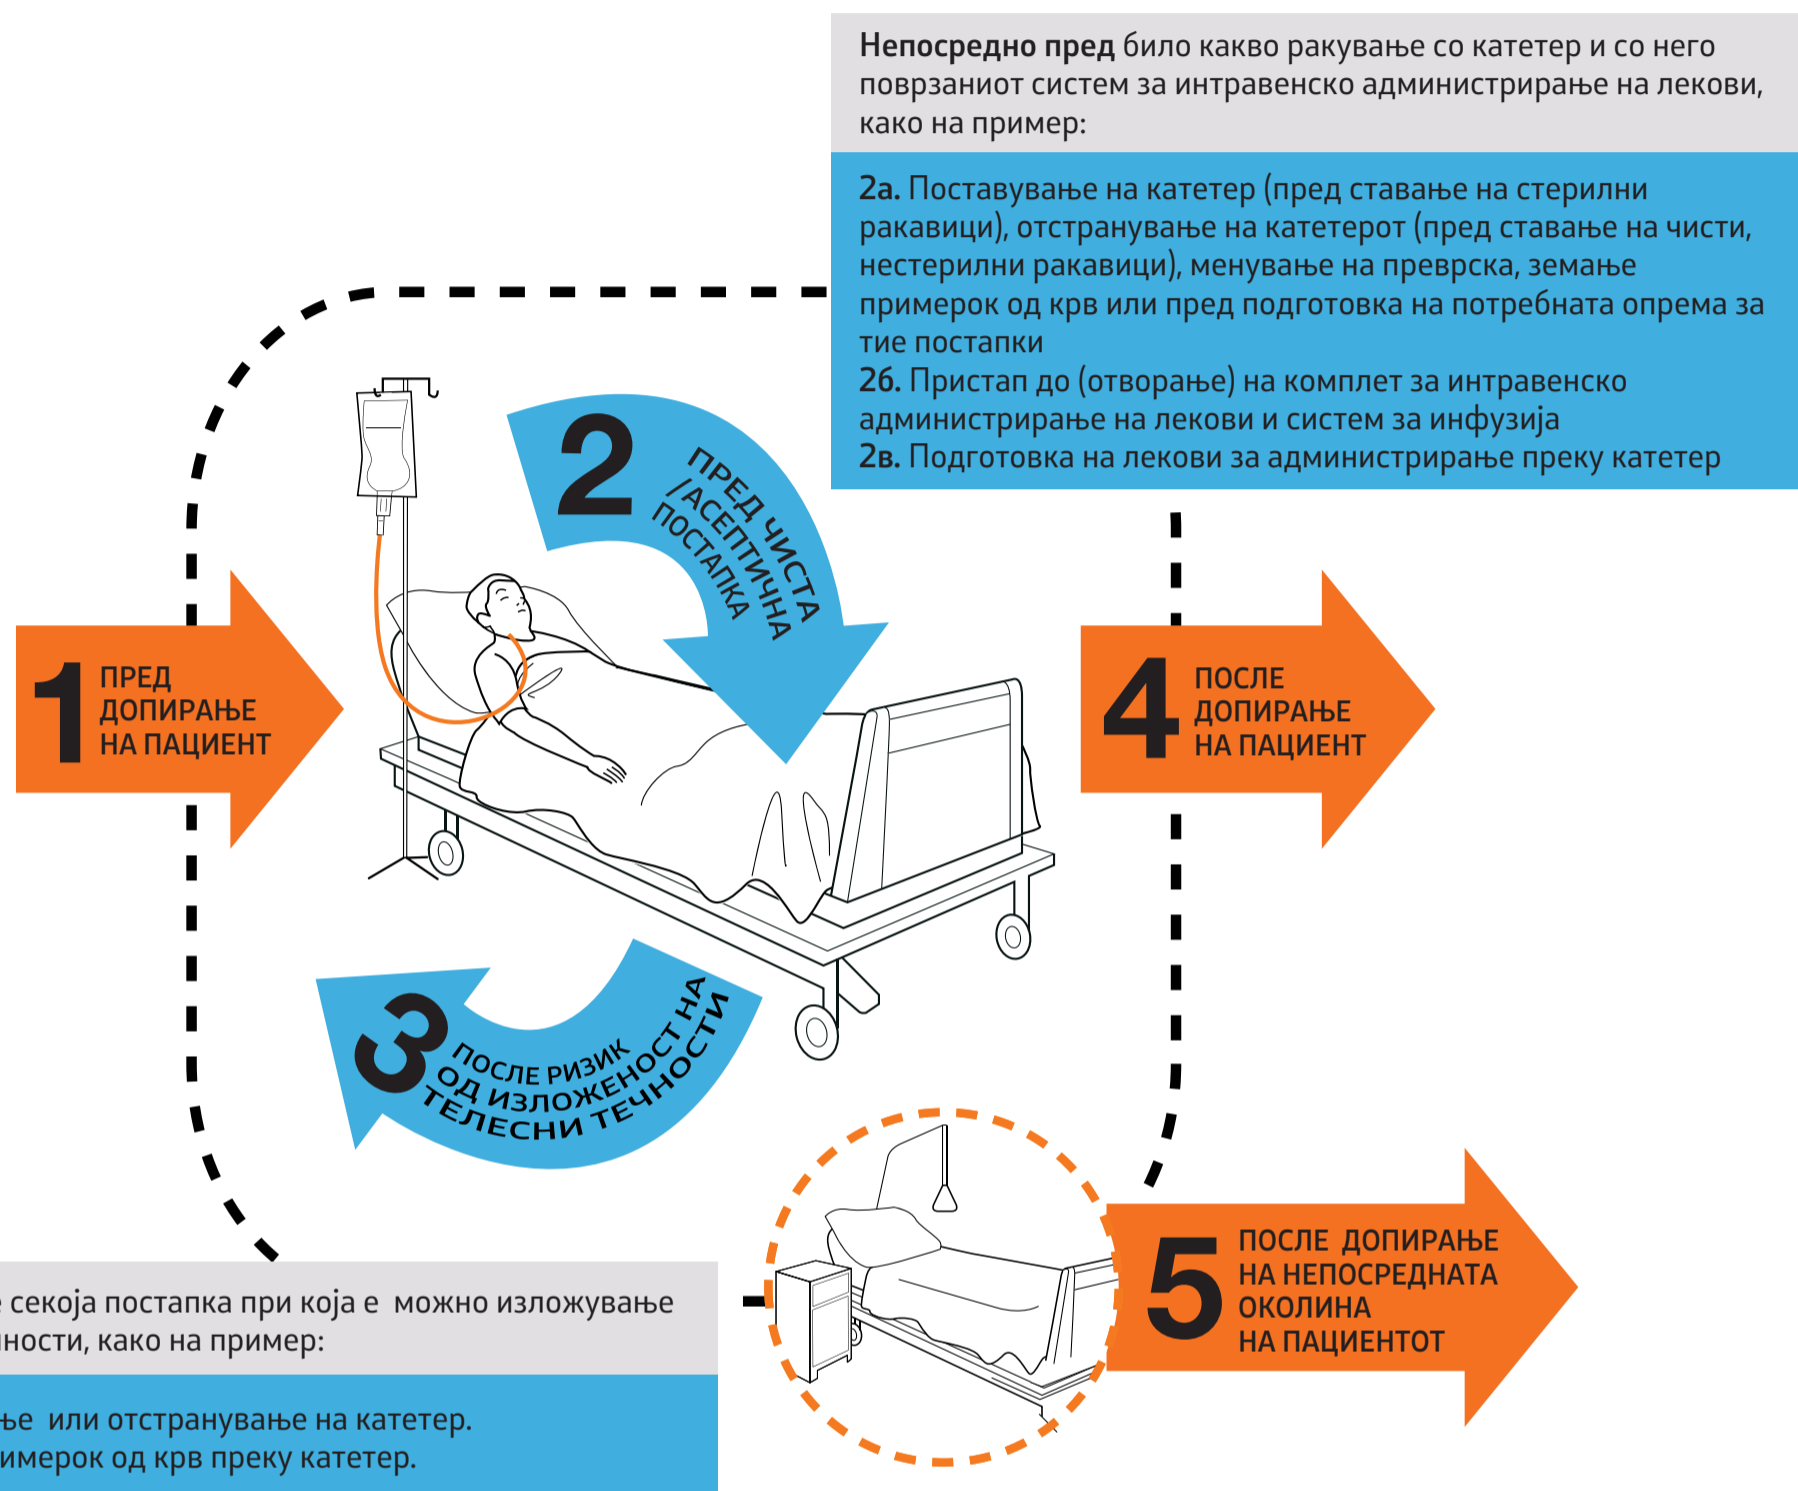 Непосредно пред било какво ракување со катетер и со него
поврзаниот систем за интравенско администрирање на лекови,
како на пример:
2а. Поставување на катетер (пред ставање на стерилни
ракавици), отстранување на катетерот (пред ставање на чисти,
нестерилни ракавици), менување на преврска, земање
примерок од крв или пред подготовка на потребната опрема за
тие постапки
2б. Пристап до (отворање) на комплет за интравенско
администрирање на лекови и систем за инфузија
2в. Подготовка на лекови за администрирање преку катетер
2
ПРЕД ЧИСТА
/АСЕПТИЧНА
ПОСТАПКА
1
ПРЕД
ДОПИРАЊЕ
НА ПАЦИЕНТ
4
ПОСЛЕ
ДОПИРАЊЕ
НА ПАЦИЕНТ
3
ПОСЛЕ РИЗИК
ОД ИЗЛОЖЕНОСТ НА
ТЕЛЕСНИ ТЕЧНОСТИ
5
ПОСЛЕ ДОПИРАЊЕ
НА НЕПОСРЕДНАТА
ОКОЛИНА
НА ПАЦИЕНТОТ
секоја постапка при која е можно изложување
ности, како на пример:
ње или отстранување на катетер.
имерок од крв преку катетер.